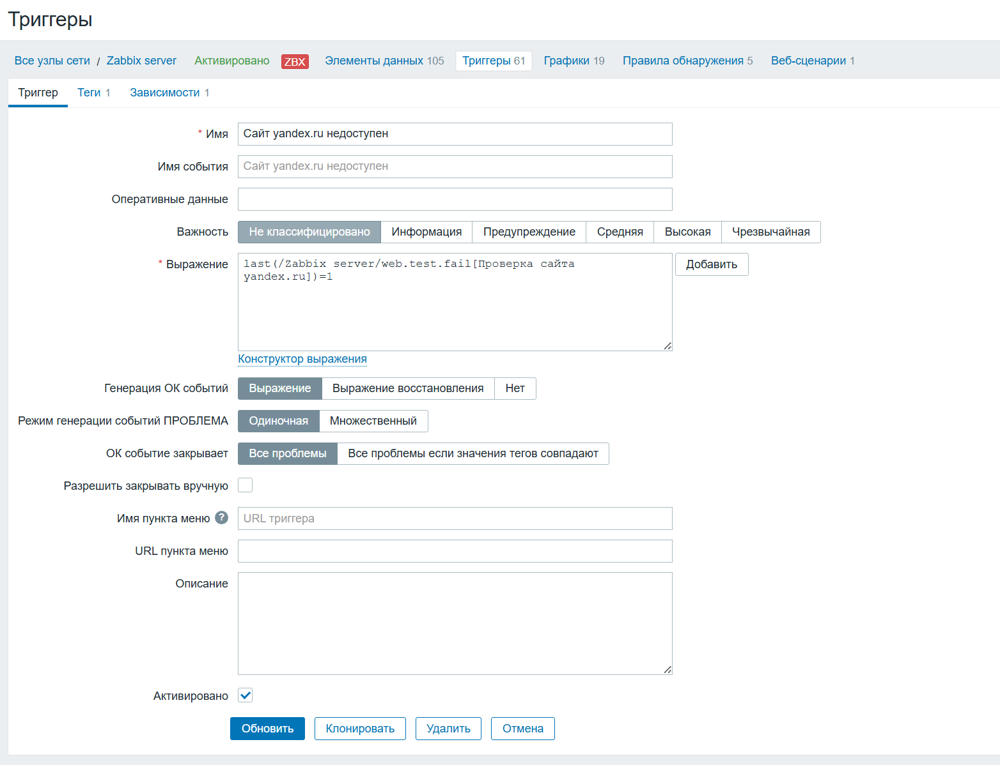 Триггеры
Все узлы сети / Zabbix server Активировано ZBX Элементы данных 105 Триггеры 61 Графики 19 Правила обнаружения 5 Веб-сценарии 1
Триггер Теги 1 Зависимости 1
* Имя Сайт yandex.ru недоступен
Имя события Сайт yandex.ru недоступен
Оперативные данные
Важность Не классифицировано Информация Предупреждение Средняя Высокая Чрезвычайная
* Выражение last(/Zabbix server/web.test.fail[Проверка сайта Добавить
yandex.ru])=1
Конструктор выражения
Генерация ОК событий Выражение Выражение восстановления Нет
Режим генерации событий ПРОБЛЕМА Одиночная Множественный
ОК событие закрывает Все проблемы Все проблемы если значения тегов совпадают
Разрешить закрывать вручную
Имя пункта меню ? URL триггера
URL пункта меню
Описание
Активировано
Обновить Клонировать Удалить Отмена